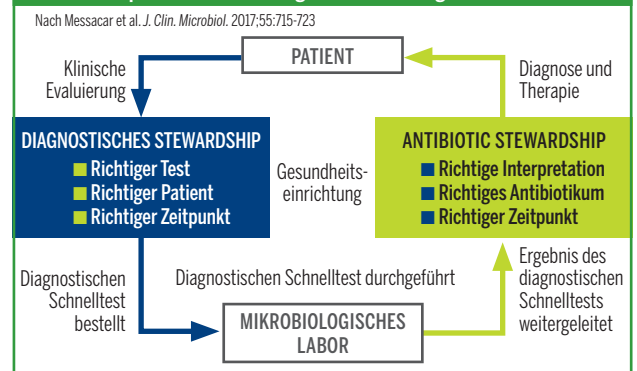 Nach Messacar et al. J. Clin. Microbiol. 2017;55:715-723
PATIENT
Klinische
Evaluierung
Diagnose und
Therapie
DIAGNOSTISCHES STEWARDSHIP
Richtiger Test
Richtiger Patient
Richtiger Zeitpunkt
Gesundheits-
einrichtung
ANTIBIOTIC STEWARDSHIP
Richtige Interpretation
Richtiges Antibiotikum
Richtiger Zeitpunkt
Diagnostischen
Schnelltest
bestellt
Diagnostischen Schnelltest durchgeführt
Ergebnis des
diagnostischen
Schnelltests
weitergeleitet
MIKROBIOLOGISCHES
LABOR